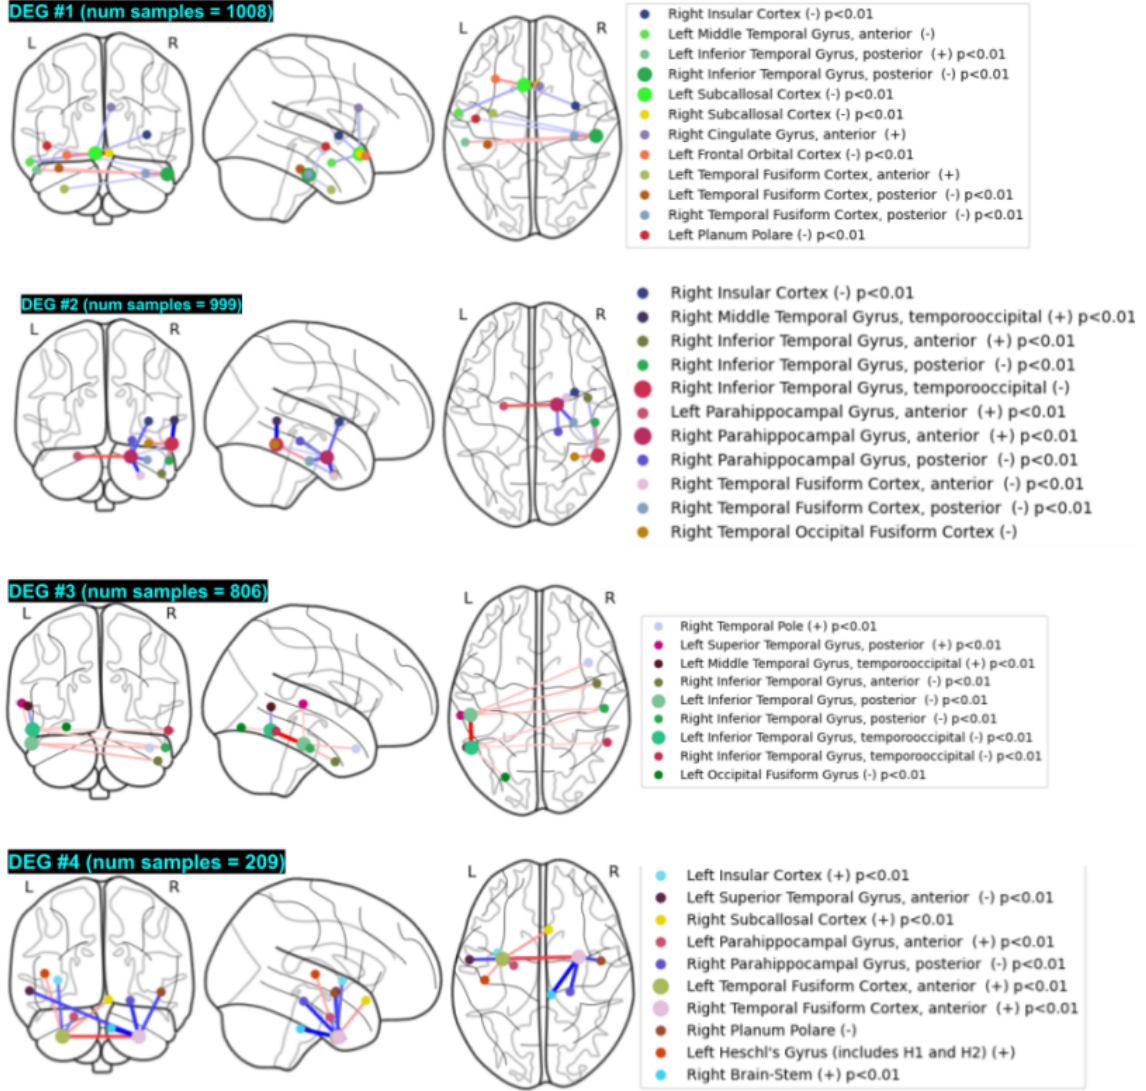 DEG #1 (num samples = 1008)
L R
L R
Right Insular Cortex (-) p<0.01
Left Middle Temporal Gyrus, anterior (-)
Left Inferior Temporal Gyrus, posterior (+) p<0.01
Right Inferior Temporal Gyrus, posterior (-) p<0.01
Left Subcallosal Cortex (-) p<0.01
Right Subcallosal Cortex (-) p<0.01
Right Cingulate Gyrus, anterior (+)
Left Frontal Orbital Cortex (-) p<0.01
Left Temporal Fusiform Cortex, anterior (+)
Left Temporal Fusiform Cortex, posterior (-) p<0.01
Right Temporal Fusiform Cortex, posterior (-) p<0.01
Left Planum Polare (-) p<0.01
DEG #2 (num samples = 999)
L R
L R
Right Insular Cortex (-) p<0.01
Right Middle Temporal Gyrus, temporooccipital (+) p<0.01
Right Inferior Temporal Gyrus, anterior (+) p<0.01
Right Inferior Temporal Gyrus, posterior (-) p<0.01
Right Inferior Temporal Gyrus, temporooccipital (-)
Left Parahippocampal Gyrus, anterior (+) p<0.01
Right Parahippocampal Gyrus, anterior (+) p<0.01
Right Parahippocampal Gyrus, posterior (-) p<0.01
Right Temporal Fusiform Cortex, anterior (-) p<0.01
Right Temporal Fusiform Cortex, posterior (-) p<0.01
Right Temporal Occipital Fusiform Cortex (-)
DEG #3 (num samples = 806)
L R
L R
Right Temporal Pole (+) p<0.01
Left Superior Temporal Gyrus, posterior (+) p<0.01
Left Middle Temporal Gyrus, temporooccipital (+) p<0.01
Right Inferior Temporal Gyrus, anterior (-) p<0.01
Left Inferior Temporal Gyrus, posterior (-) p<0.01
Right Inferior Temporal Gyrus, posterior (-) p<0.01
Left Inferior Temporal Gyrus, temporooccipital (-) p<0.01
Right Inferior Temporal Gyrus, temporooccipital (-) p<0.01
Left Occipital Fusiform Gyrus (-) p<0.01
DEG #4 (num samples = 209)
L R
L R
Left Insular Cortex (+) p<0.01
Left Superior Temporal Gyrus, anterior (-) p<0.01
Right Subcallosal Cortex (+) p<0.01
Left Parahippocampal Gyrus, anterior (+) p<0.01
Right Parahippocampal Gyrus, posterior (-) p<0.01
Left Temporal Fusiform Cortex, anterior (+) p<0.01
Right Temporal Fusiform Cortex, anterior (+) p<0.01
Right Planum Polare (-)
Left Heschl's Gyrus (includes H1 and H2) (+)
Right Brain-Stem (+) p<0.01